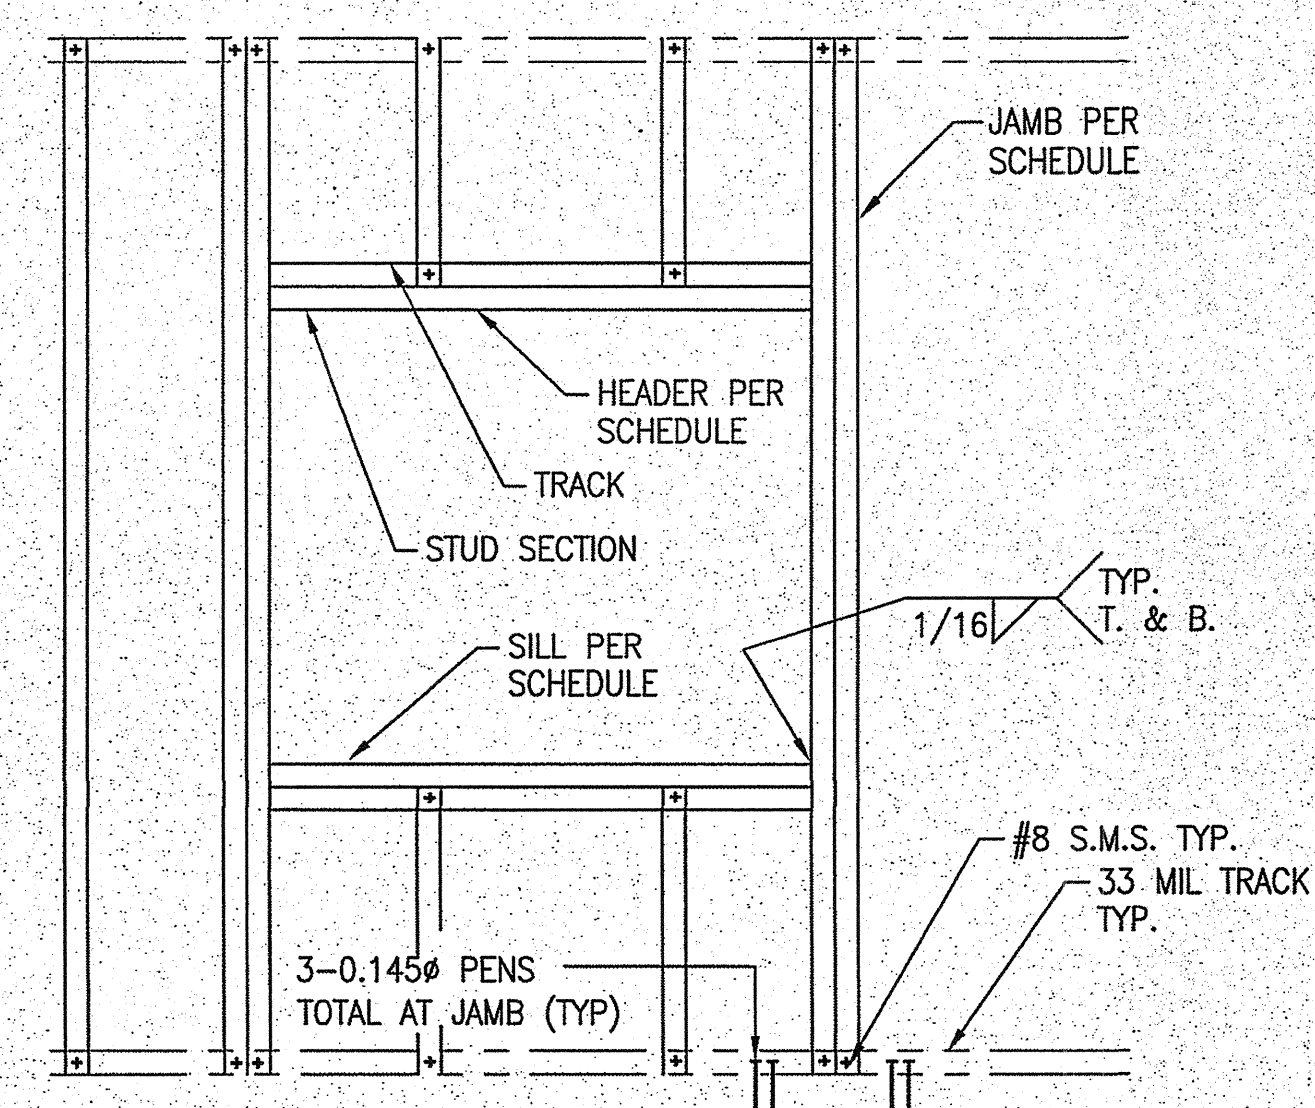 JAMB PER
SCHEDULE
HEADER PER
SCHEDULE
TRACK
STUD SECTION
TYP.
1/16
T. & B.
SILL PER
SCHEDULE
#8 S.M.S. TYP.
33 MIL TRACK
TYP.
3-0.145ø PENS
TOTAL AT JAMB (TYP)